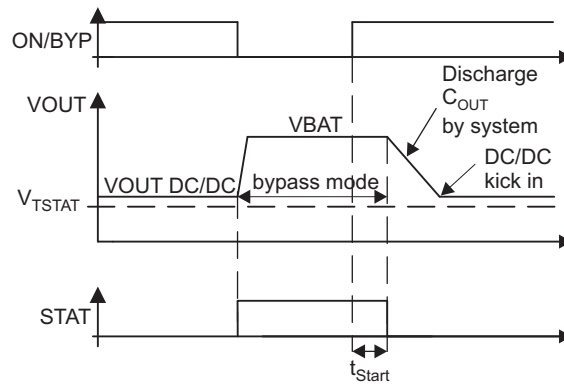 ON/BYP
VOUT
Discharge
C_OUT
by system
VBAT
DC/DC
kick in
VOUT DC/DC
bypass mode
V_TSTAT
STAT
t_Start